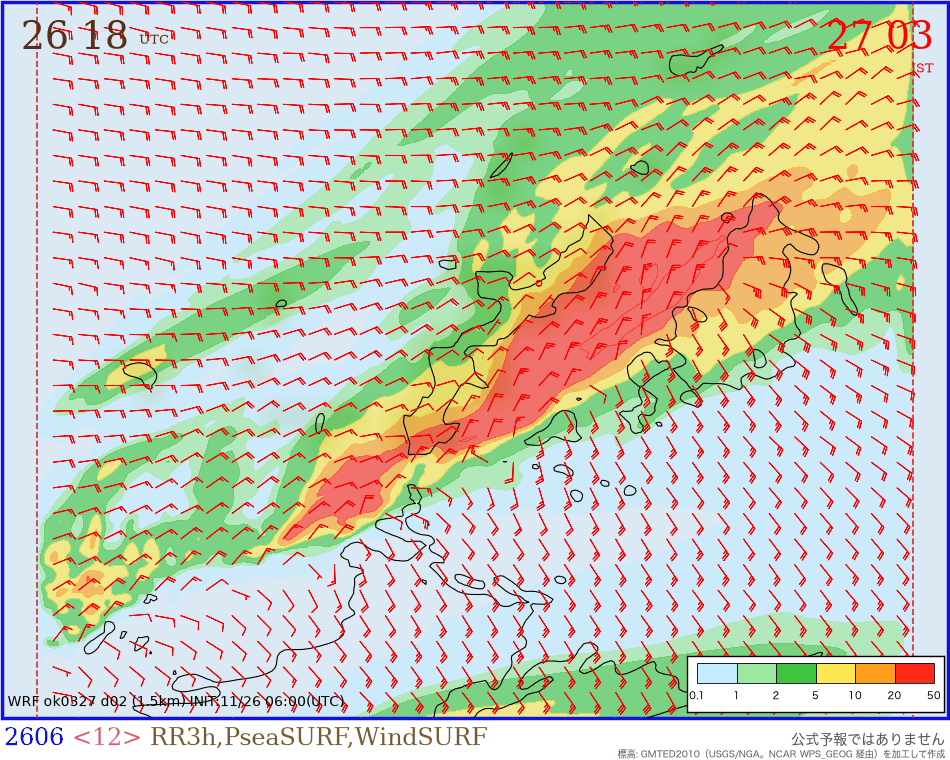 26 18 UTC
27 03
JST
0.1 1 2 5 10 20 50
WRF ok0827 d02 (1.5km) INIT:11/26 06:00(UTC)
2606 <12> RR3h,PseaSURF,WindSURF
公式予報ではありません
標高: GMTED2010（USGS/NGA。NCAR WPS_GEOG 経由）を加工して作成